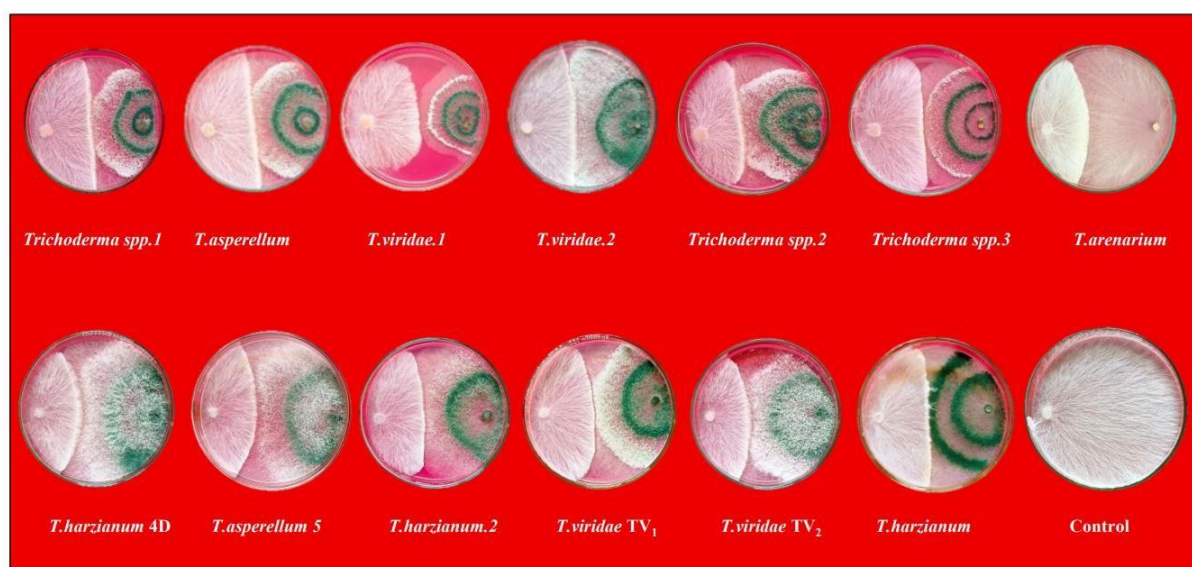 Trichoderma spp.1 T.asperellum T.viridae.1 T.viridae.2 Trichoderma spp.2 Trichoderma spp.3 T.arenarium
T.harzianum 4D T.asperellum 5 T.harzianum.2 T.viridae TV₁ T.viridae TV₂ T.harzianum Control